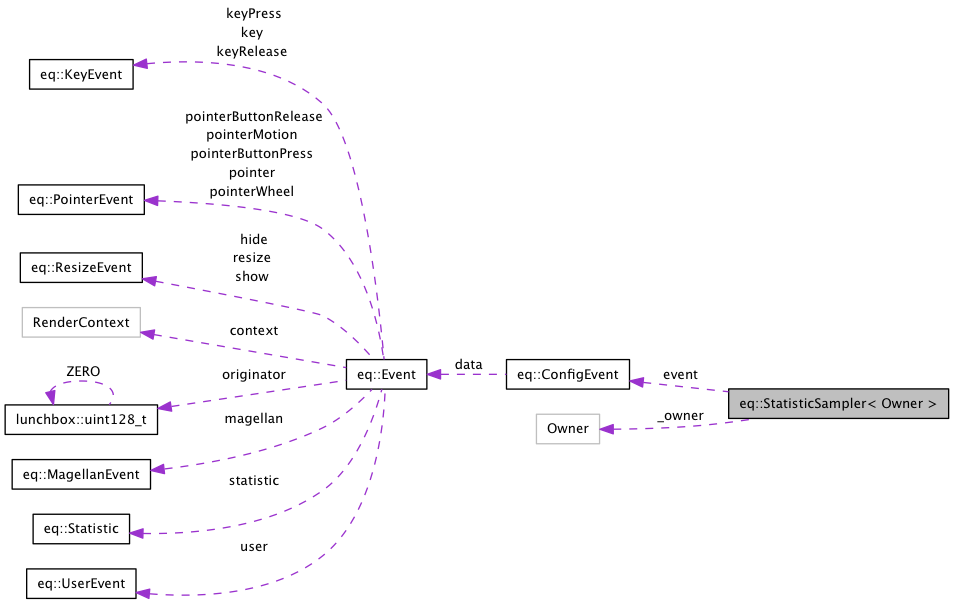 keyPress
key
keyRelease
eq::KeyEvent
pointerButtonRelease
pointerMotion
pointerButtonPress
pointer
pointerWheel
eq::PointerEvent
hide
resize
show
eq::ResizeEvent
RenderContext
context
ZERO
originator
lunchbox::uint128_t
magellan
eq::MagellanEvent
statistic
eq::Statistic
user
eq::UserEvent
eq::Event
data
eq::ConfigEvent
event
_owner
Owner
eq::StatisticSampler< Owner >